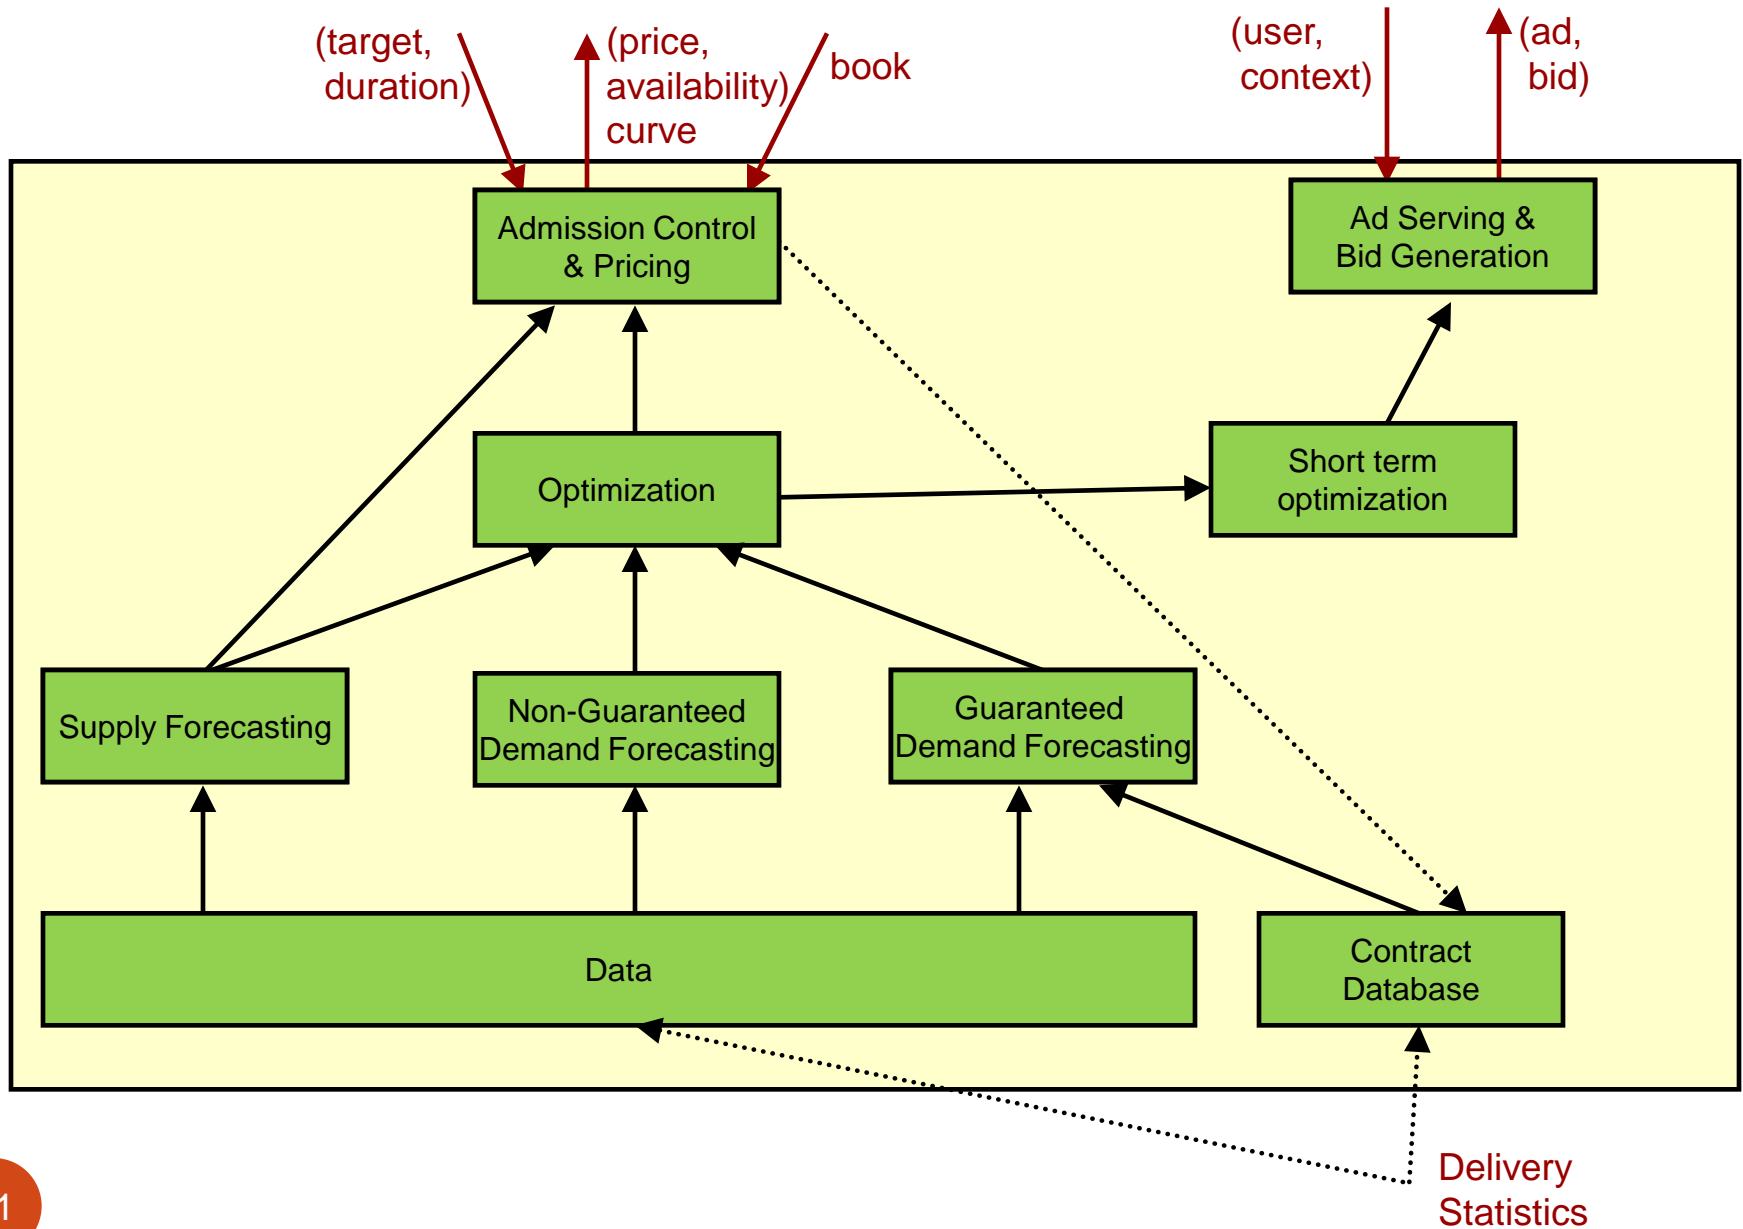 (target,
duration)
(price,
availability)
curve
book
(user,
context)
(ad,
bid)
Admission Control
& Pricing
Ad Serving &
Bid Generation
Optimization
Short term
optimization
Supply Forecasting
Non-Guaranteed
Demand Forecasting
Guaranteed
Demand Forecasting
Data
Contract
Database
Delivery
Statistics
1